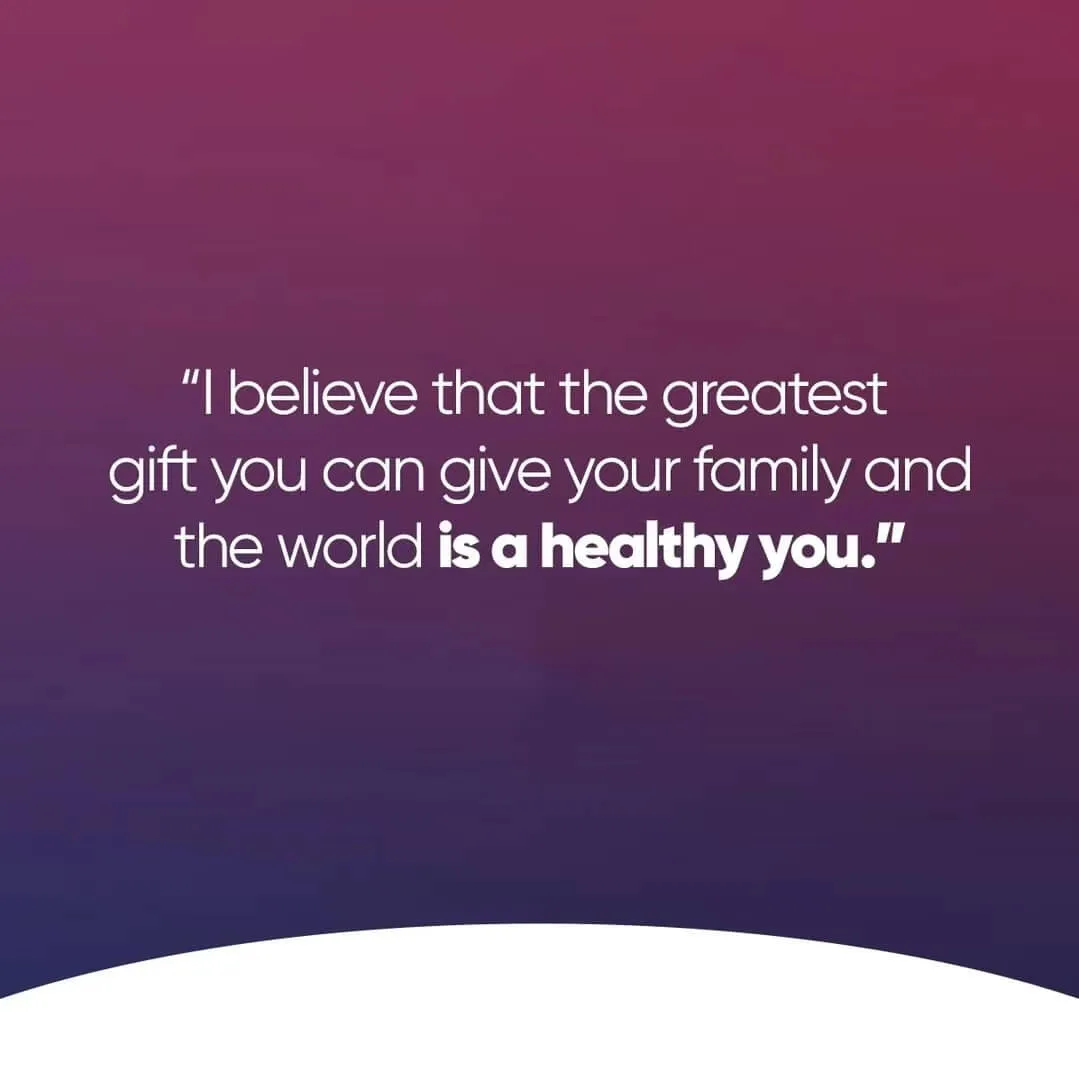 “I believe that the greatest
gift you can give your family and
the world is a healthy you.”